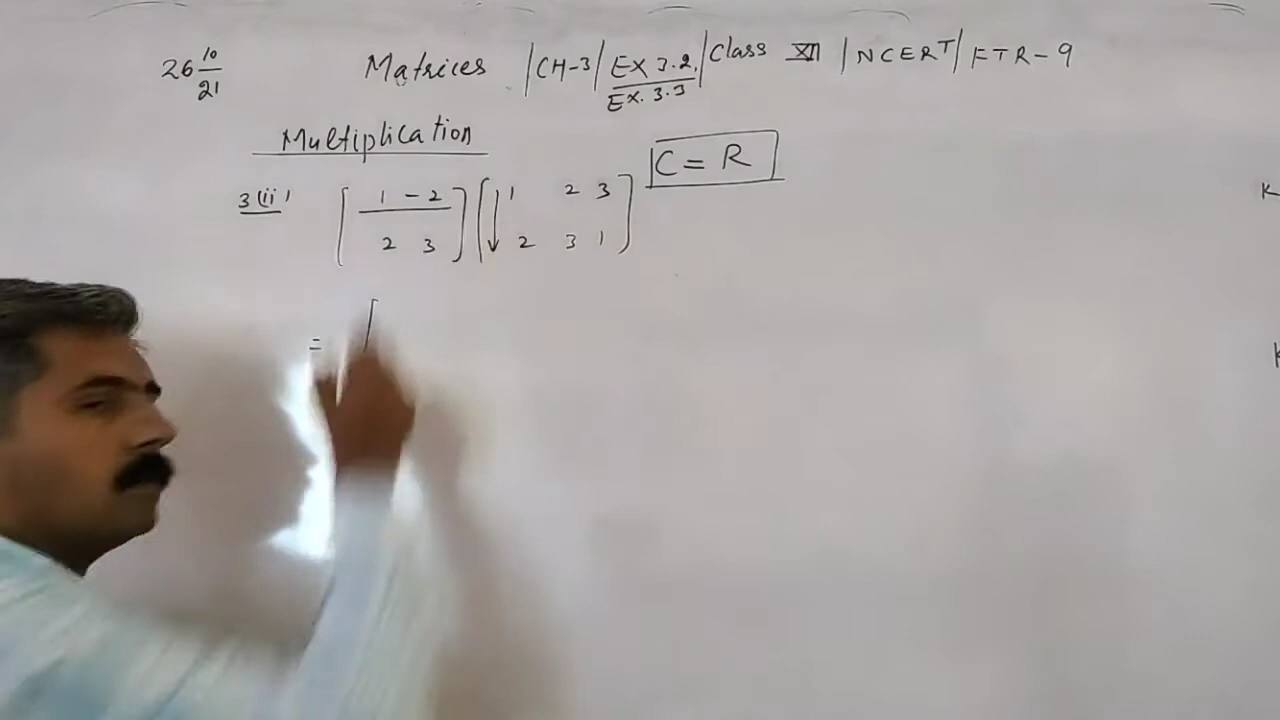 26 10/21 Matrices /CH-3/ EX 3.2, / Class XII / NCERT / FTR-9
EX. 3.3
Multiplication
C = R
3(ii) [ 1 -2 ] [ 1 2 3 ]
[ 2 3 ] [ 2 3 1 ]
= [
K
K